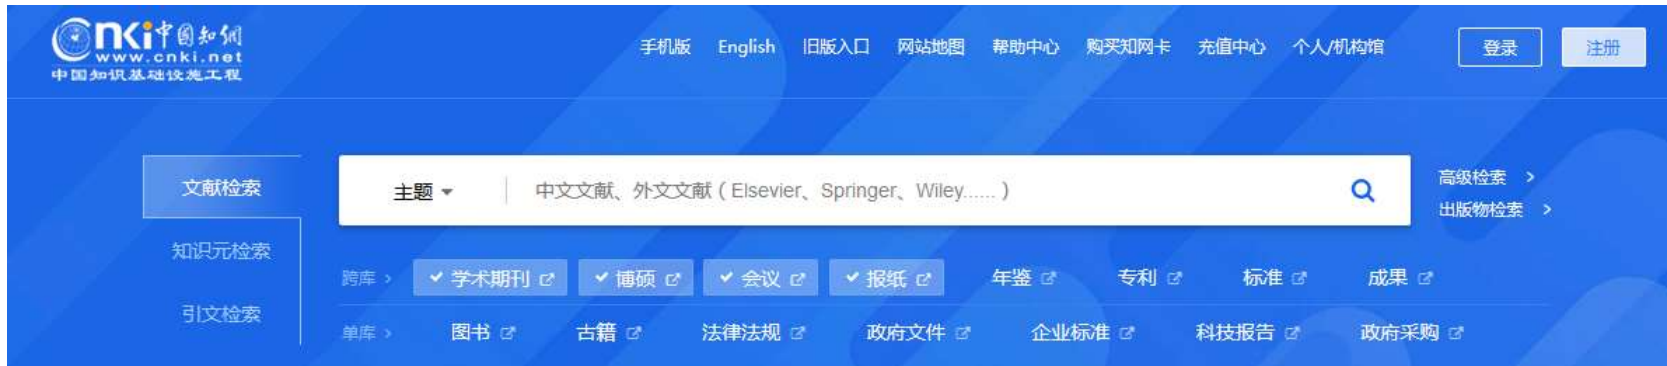 cnki中国知网
www.cnki.net
中国知识基础设施工程
手机版 English 旧版入口 网站地图 帮助中心 购买知网卡 充值中心 个人/机构馆 登录 注册
文献检索
知识元检索
引文检索
主题 中文文献、外文文献（Elsevier、Springer、Wiley......）
高级检索 >
出版物检索 >
跨库 > 学术期刊 博硕 会议 报纸 年鉴 专利 标准 成果
单库 > 图书 古籍 法律法规 政府文件 企业标准 科技报告 政府采购